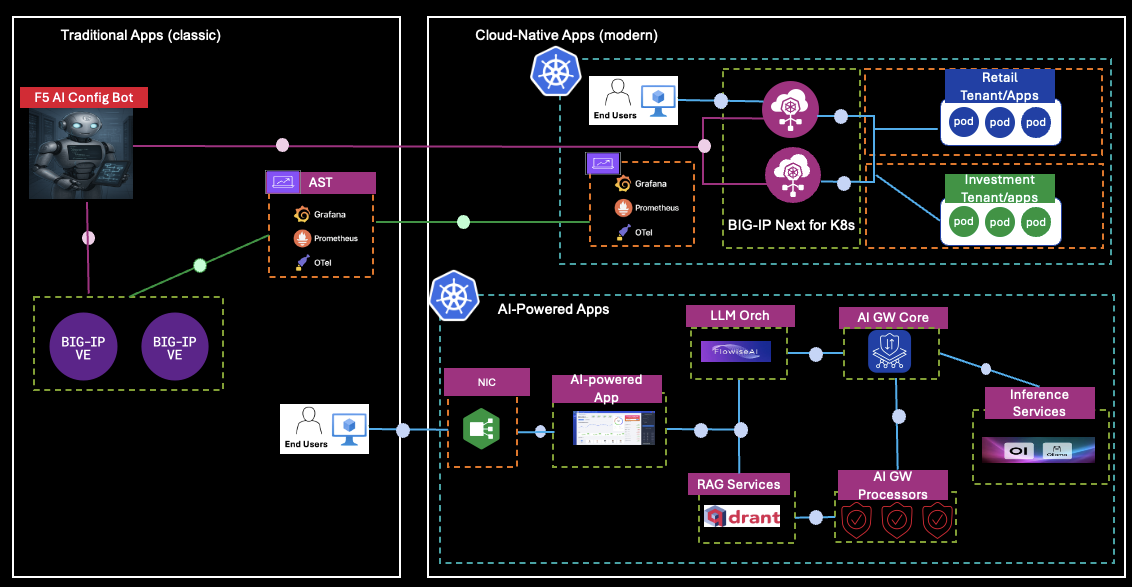 Traditional Apps (classic)
F5 AI Config Bot
AST
Grafana
Prometheus
OTel
BIG-IP
VE
BIG-IP
VE
End Users
Cloud-Native Apps (modern)
End Users
Grafana
Prometheus
OTel
BIG-IP Next for K8s
Retail
Tenant/Apps
pod
pod
pod
Investment
Tenant/apps
pod
pod
pod
AI-Powered Apps
NIC
AI-powered
App
LLM Orch
FlowiseAI
AI GW Core
Inference
Services
OI
Ollama
RAG Services
drant
AI GW
Processors